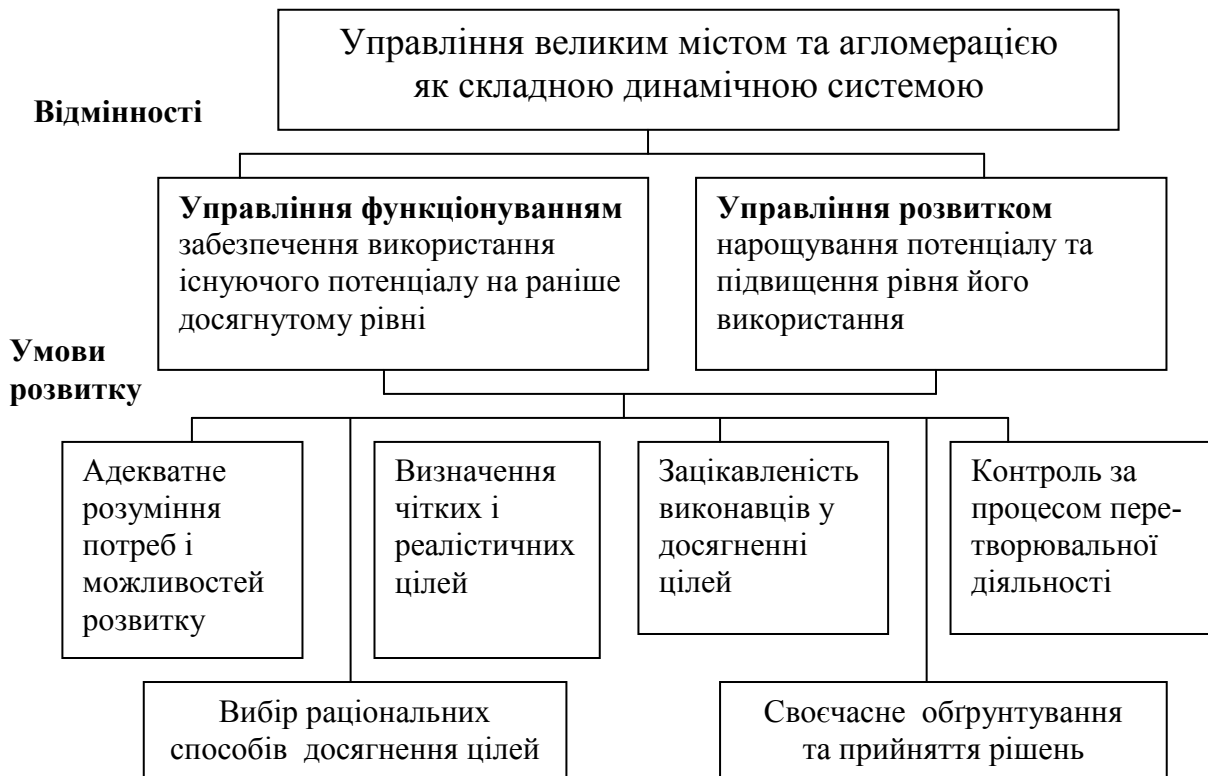 Управління великим містом та агломерацією
як складною динамічною системою
Відмінності
Управління функціонуванням
забезпечення використання
існуючого потенціалу на раніше
досягнутому рівні
Управління розвитком
нарощування потенціалу та
підвищення рівня його
використання
Умови
розвитку
Адекватне
розуміння
потреб і
можливостей
розвитку
Визначення
чітких і
реалістичних
цілей
Зацікавленість
виконавців у
досягненні
цілей
Контроль за
процесом пере-
творювальної
діяльності
Вибір раціональних
способів досягнення цілей
Своєчасне обґрунтування
та прийняття рішень